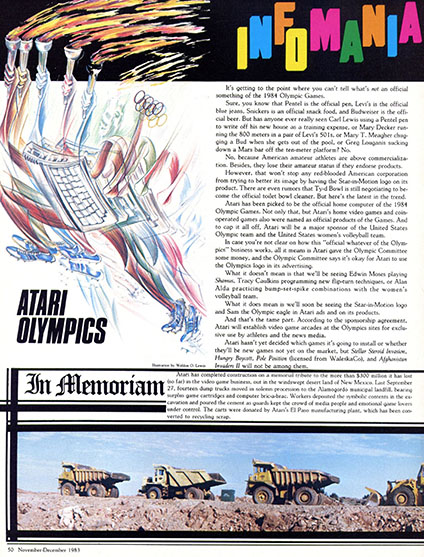 INFOMANIA
It's getting to the point where you can't tell what's not an official
something of the 1984 Olympic Games.
Sure, you know that Pentel is the official pen, Levi's is the official
blue jeans, Snickers is an official snack food, and Budweiser is the offi-
cial beer. But has anyone ever really seen Carl Lewis using a Pentel pen
to write off his new house as a training expense, or Mary Decker run-
ning the 800 meters in a pair of Levi's 501s, or Mary T. Meagher chug-
ging a Bud when she gets out of the pool, or Greg Louganis sucking
down a Mars bar off the ten-meter platform? No.
No, because American amateur athletes are above commercializa-
tion. Besides, they lose their amateur status if they endorse products.
However, that won't stop any red-blooded American corporation
from trying to better its image by having the Star-in-Motion logo on its
product. There are even rumors that Ty-d-Bowl is still negotiating to be-
come the official toilet bowl cleaner. But here's the latest in the trend.
Atari has been picked to be the official home computer of the 1984
Olympic Games. Not only that, but Atari's home video games and coin-
operated games also were named as official products of the Games. And
to cap it all off, Atari will be a major sponsor of the United States
Olympic team and the United States women's volleyball team.
In case you're not clear on how this "official whatever of the Olym-
pics" business works, all it means is Atari gave the Olympic Committee
some money, and the Olympic Committee says it's okay for Atari to use
the Olympics logo in its advertising.
What it doesn't mean is that we'll be seeing Edwin Moses playing
Shamus, Tracy Caulkins programming new flip-turn techniques, or Alan
Alda practicing bump-set-spike combinations with the women's
volleyball team.
What it does mean is we'll soon be seeing the Star-in-Motion logo
and Sam the Olympic eagle in Atari ads and on its products.
And that's the tame part. According to the sponsorship agreement,
Atari will establish video game arcades at the Olympics sites for exclu-
sive use by athletes and the news media.
Atari hasn't yet decided which games it's going to install or whether
they'll be new games not yet on the market, but Stellar Steroid Invasion,
Hungry Boycott, Pole Position (licensed from WaleskaCo), and Afghanistan
Invaders II will not be among them.
ATARI
OLYMPICS
Illustration by Weldon D. Lewin
In Memoriam
Atari has completed construction on a memorial tribute to the more than $300 million it has lost
(so far) in the video game business, out in the windswept desert land of New Mexico. Last September
27, fourteen dump trucks moved in solemn procession to the Alamogordo municipal landfill, bearing
surplus game cartridges and computer bric-a-brac. Workers deposited the symbolic contents in the ex-
cavation and poured the cement as guards kept the crowd of media people and emotional game lovers
under control. The carts were donated by Atari's El Paso manufacturing plant, which has been con-
verted to recycling scrap.
50 November-December 1983